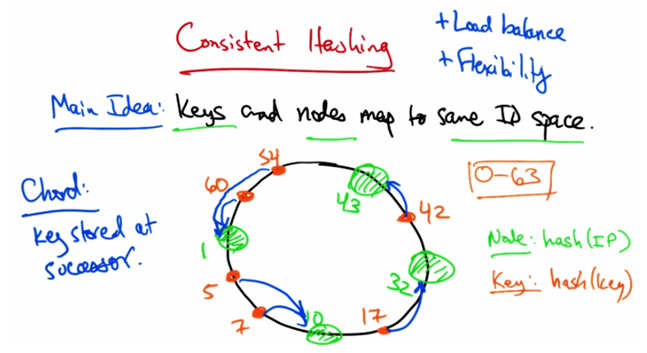 Consistent Hashing
+ Load balance
+ Flexibility
Main Idea: Keys and nodes map to same ID space.
Chord:
key stored at
successor.
54
60
1
5
7
10
17
32
42
43
0-63
Node: hash(IP)
Key: hash(key)